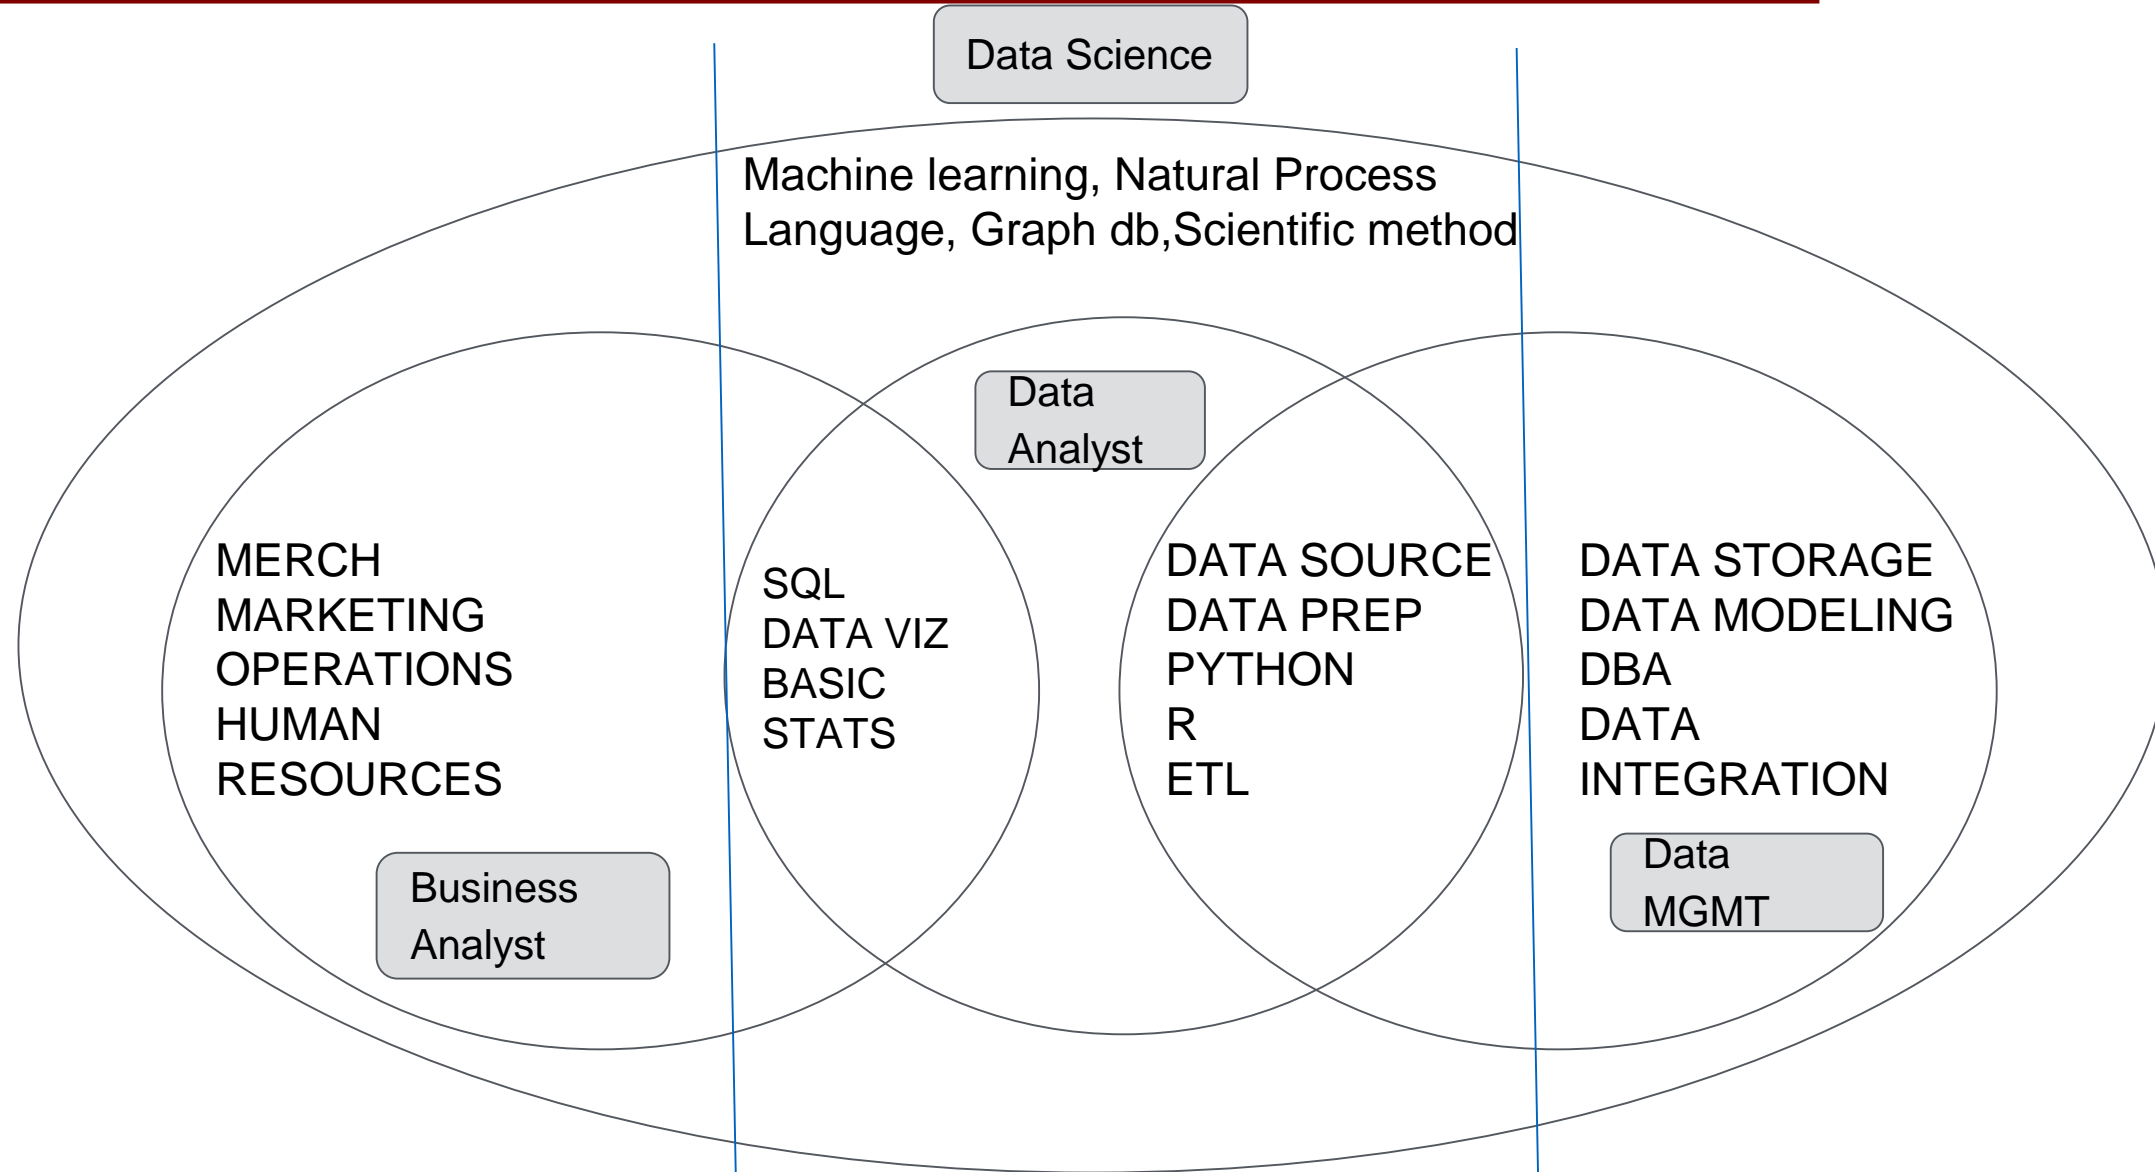 Data Science
Machine learning, Natural Process
Language, Graph db,Scientific method
Data
Analyst
MERCH
MARKETING
OPERATIONS
HUMAN
RESOURCES
Business
Analyst
SQL
DATA VIZ
BASIC
STATS
DATA SOURCE
DATA PREP
PYTHON
R
ETL
DATA STORAGE
DATA MODELING
DBA
DATA
INTEGRATION
Data
MGMT